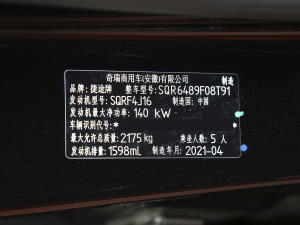 奇瑞商用车(安徽)有限公司 制造
品牌：捷途牌 整车型号：SQR6489F08T91
发动机型号：SQRF4J16 制造国：中国
发动机最大净功率：140 kW
车辆识别代号：*
*
最大允许总质量：2175kg 乘坐人数：5 人
发动机排量：1598mL 制造年月：2021-04